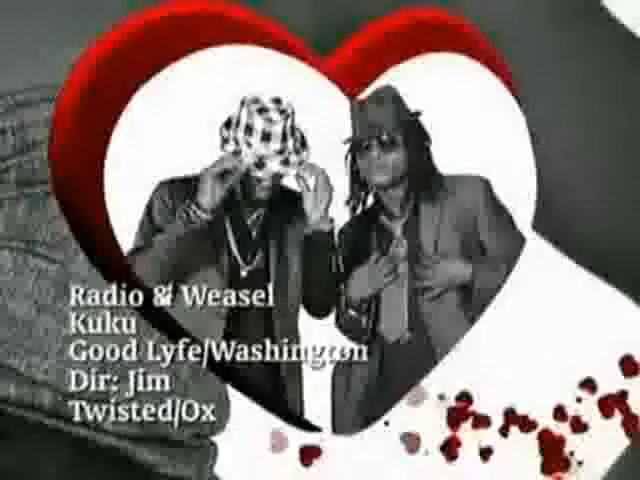 Radio & Weasel
Kuku
Good Lyfe/Washington
Dir: Jim
Twisted/Ox